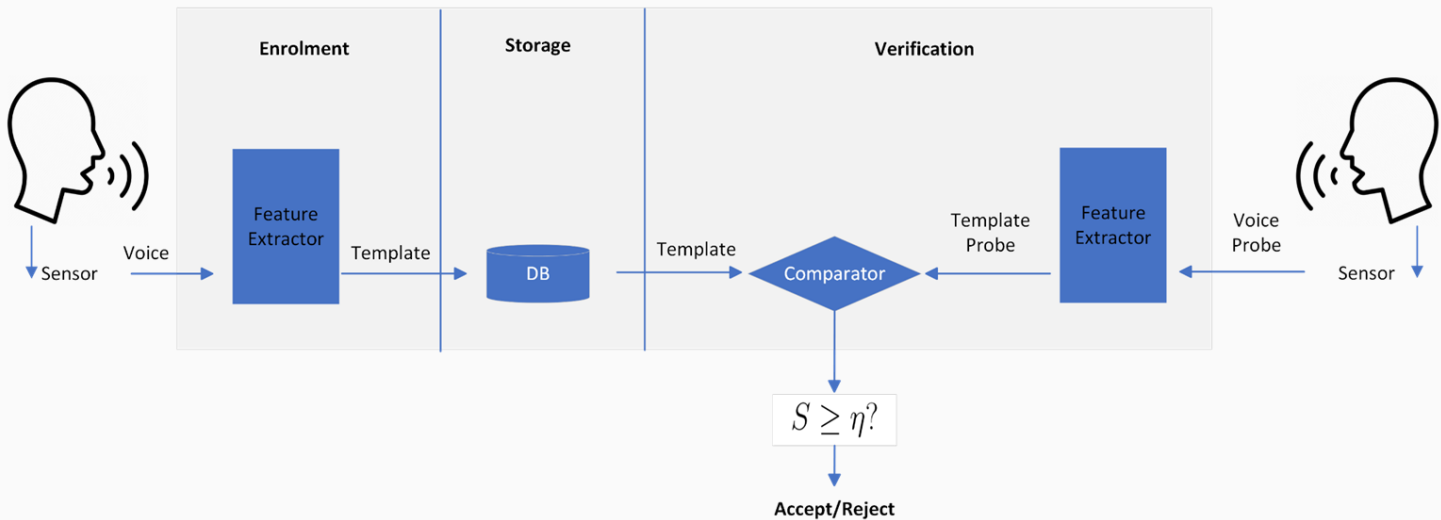 Enrolment
Storage
Verification
Feature
Extractor
Sensor
Voice
Template
DB
Template
Comparator
Template
Probe
Feature
Extractor
Voice
Probe
Sensor
S ≥ η?
Accept/Reject